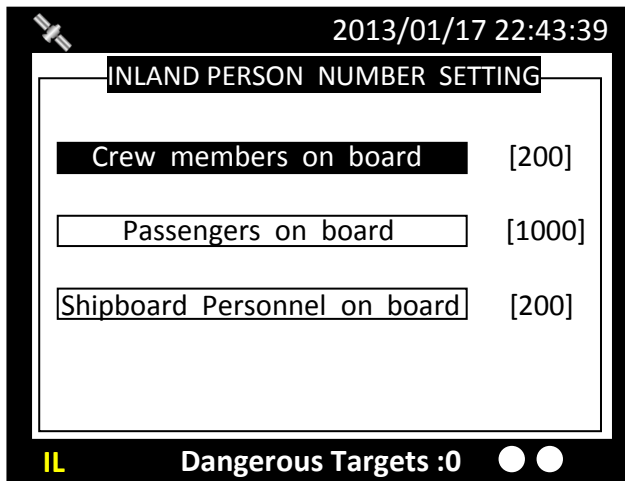 2013/01/17 22:43:39
INLAND PERSON NUMBER SETTING
Crew members on board [200]
Passengers on board [1000]
Shipboard Personnel on board [200]
IL Dangerous Targets :0